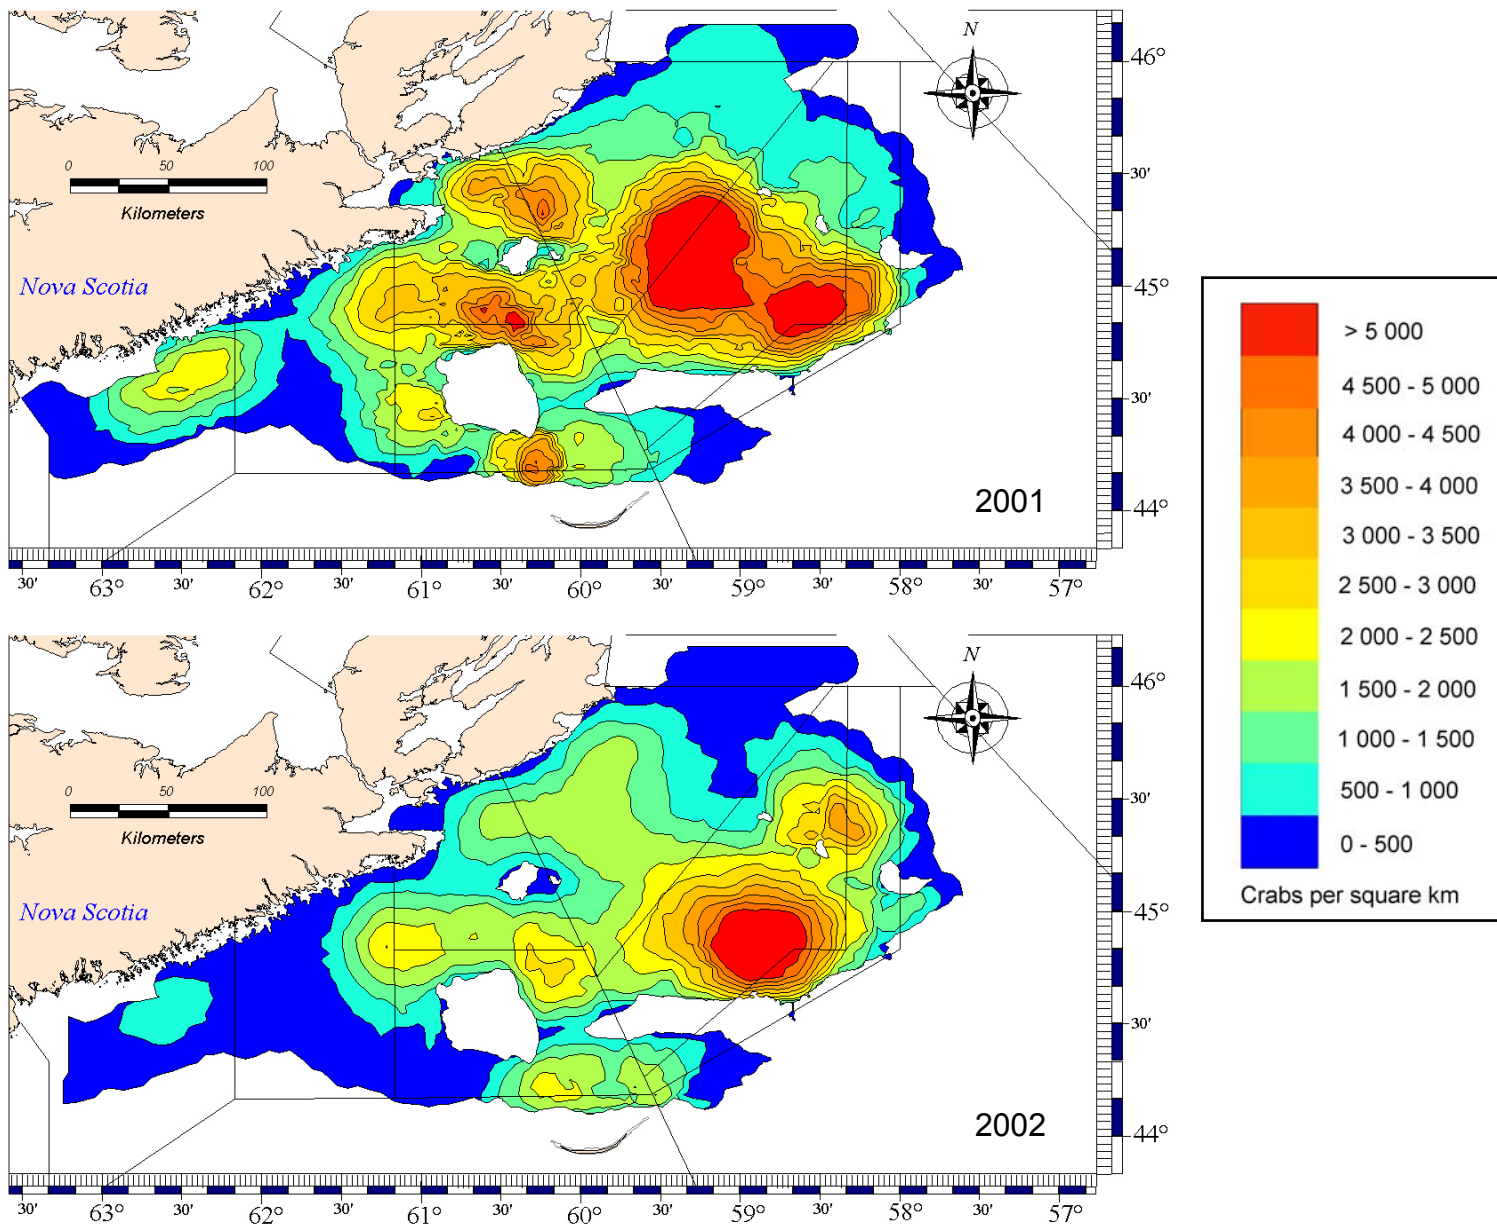 N
46°
0 50 100
Kilometers
30'
Nova Scotia
45°
30'
2001
44°
30' 63° 30' 62° 30' 61° 30' 60° 30' 59° 30' 58° 30' 57°
> 5 000
4 500 - 5 000
4 000 - 4 500
3 500 - 4 000
3 000 - 3 500
2 500 - 3 000
2 000 - 2 500
1 500 - 2 000
1 000 - 1 500
500 - 1 000
0 - 500
Crabs per square km
N
46°
0 50 100
Kilometers
30'
Nova Scotia
45°
30'
2002
44°
30' 63° 30' 62° 30' 61° 30' 60° 30' 59° 30' 58° 30' 57°